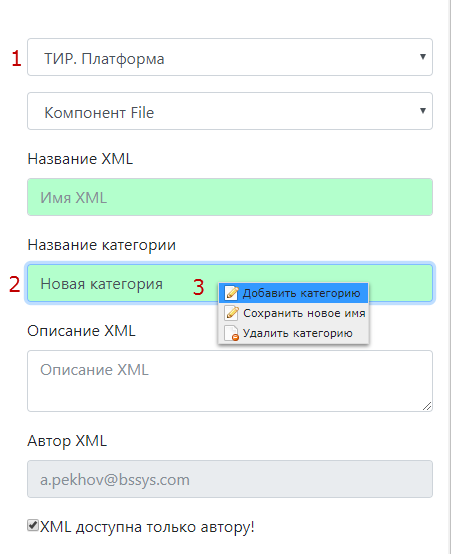 1 ТИР. Платформа
Компонент File
Название XML
Имя XML
Название категории
2 Новая категория 3
Добавить категорию
Сохранить новое имя
Удалить категорию
Описание XML
Описание XML
Автор XML
a.pekhov@bssys.com
XML доступна только автору!